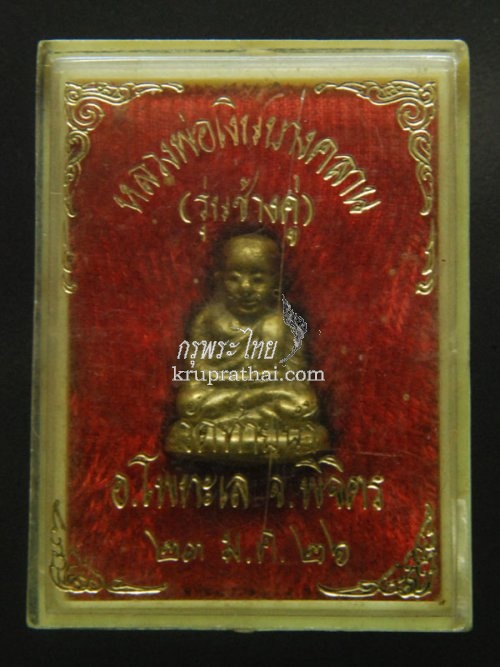 หลวงพ่อเงินบางคลาน
(รุ่นช้างคู่)
กรุพระไทย
kruprathai.com
อ.โพทะเล จ.พิจิตร
๒๓ ม.ค. ๒๖